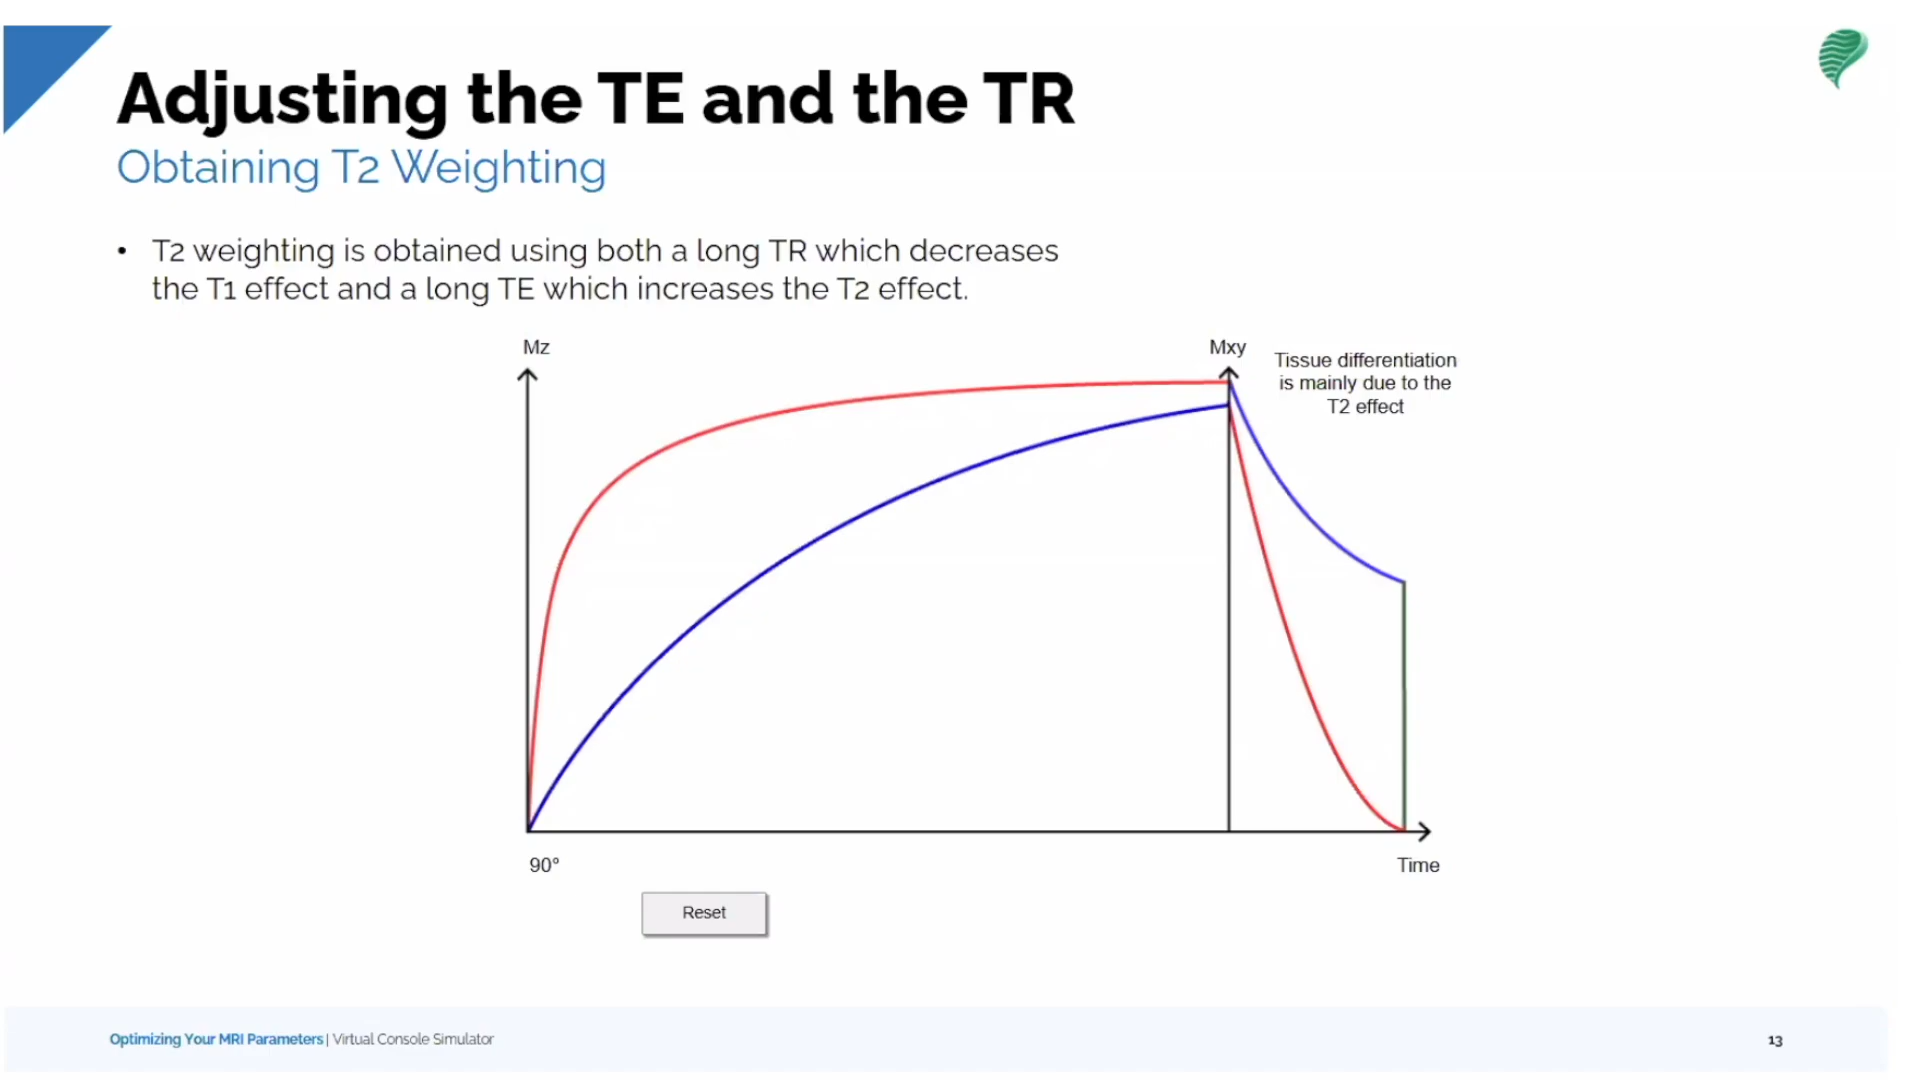 Adjusting the TE and the TR
Obtaining T2 Weighting
• T2 weighting is obtained using both a long TR which decreases
the T1 effect and a long TE which increases the T2 effect.
Mz
Mxy
Tissue differentiation
is mainly due to the
T2 effect
90°
Time
Reset
Optimizing Your MRI Parameters | Virtual Console Simulator
13